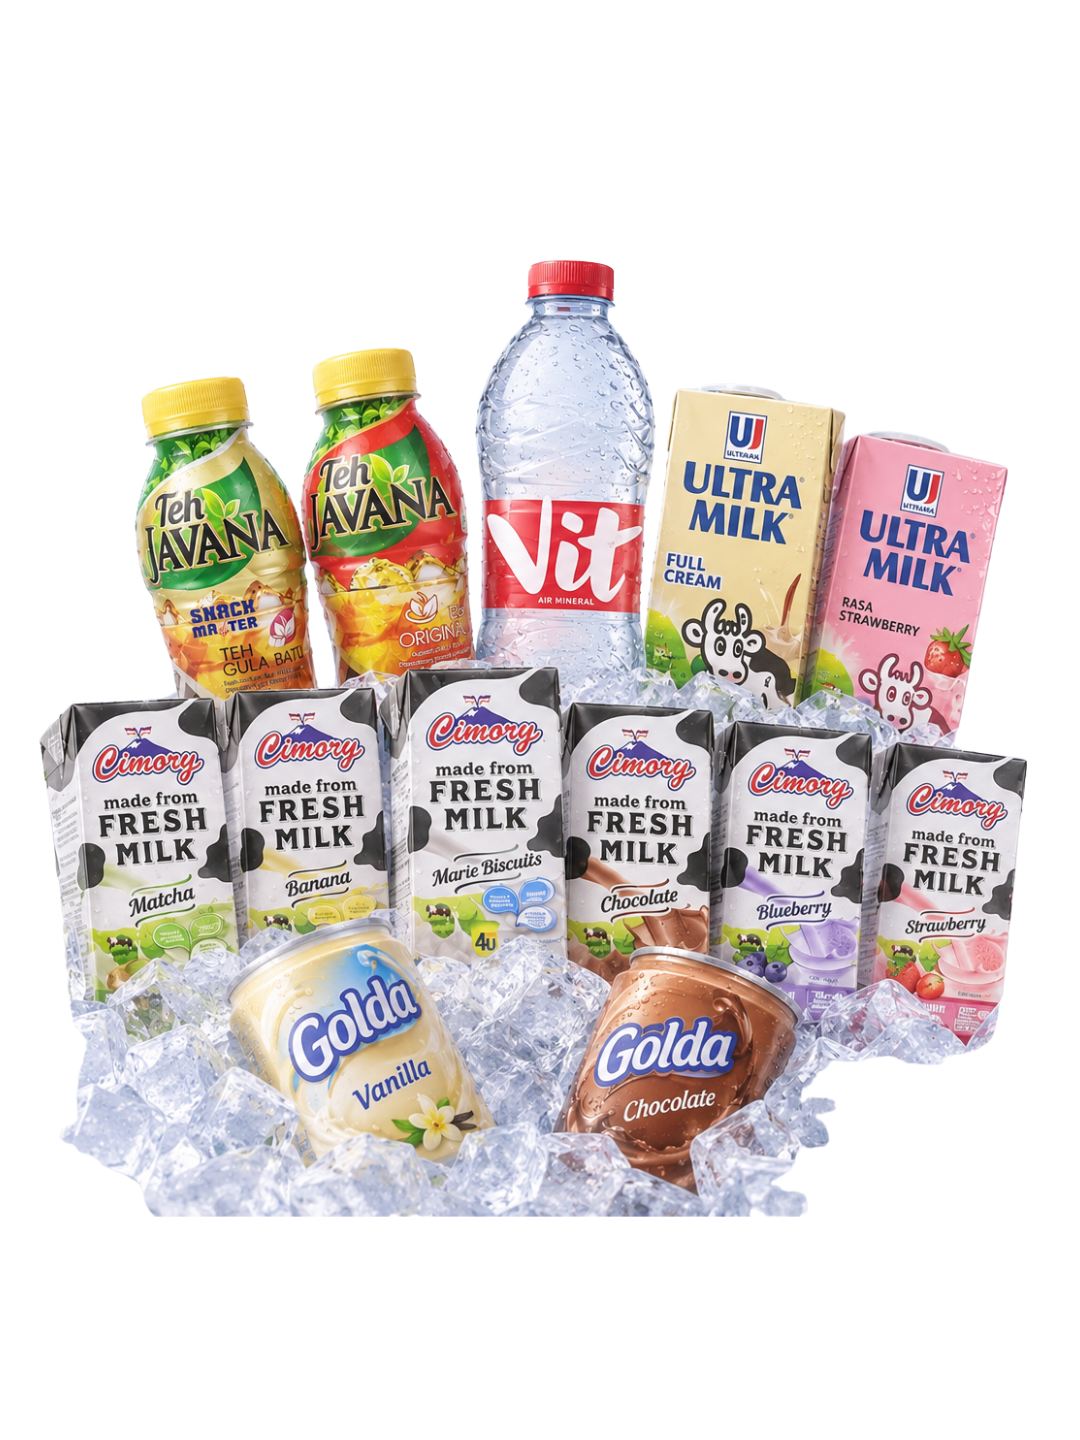 Teh
JAVANA
SNACK
MA TER
TEH
GULA BATU
Teh
JAVANA
ORIGINAL
Vit
AIR MINERAL
U
ULTRA
MILK
FULL
CREAM
U
ULTRA
MILK
RASA
STRAWBERRY
Cimory
made from
FRESH
MILK
Matcha
Cimory
made from
FRESH
MILK
Banana
Cimory
made from
FRESH
MILK
Marie Biscuits
4U
Cimory
made from
FRESH
MILK
Chocolate
Cimory
made from
FRESH
MILK
Blueberry
Cimory
made from
FRESH
MILK
Strawberry
Golda
Vanilla
Golda
Chocolate